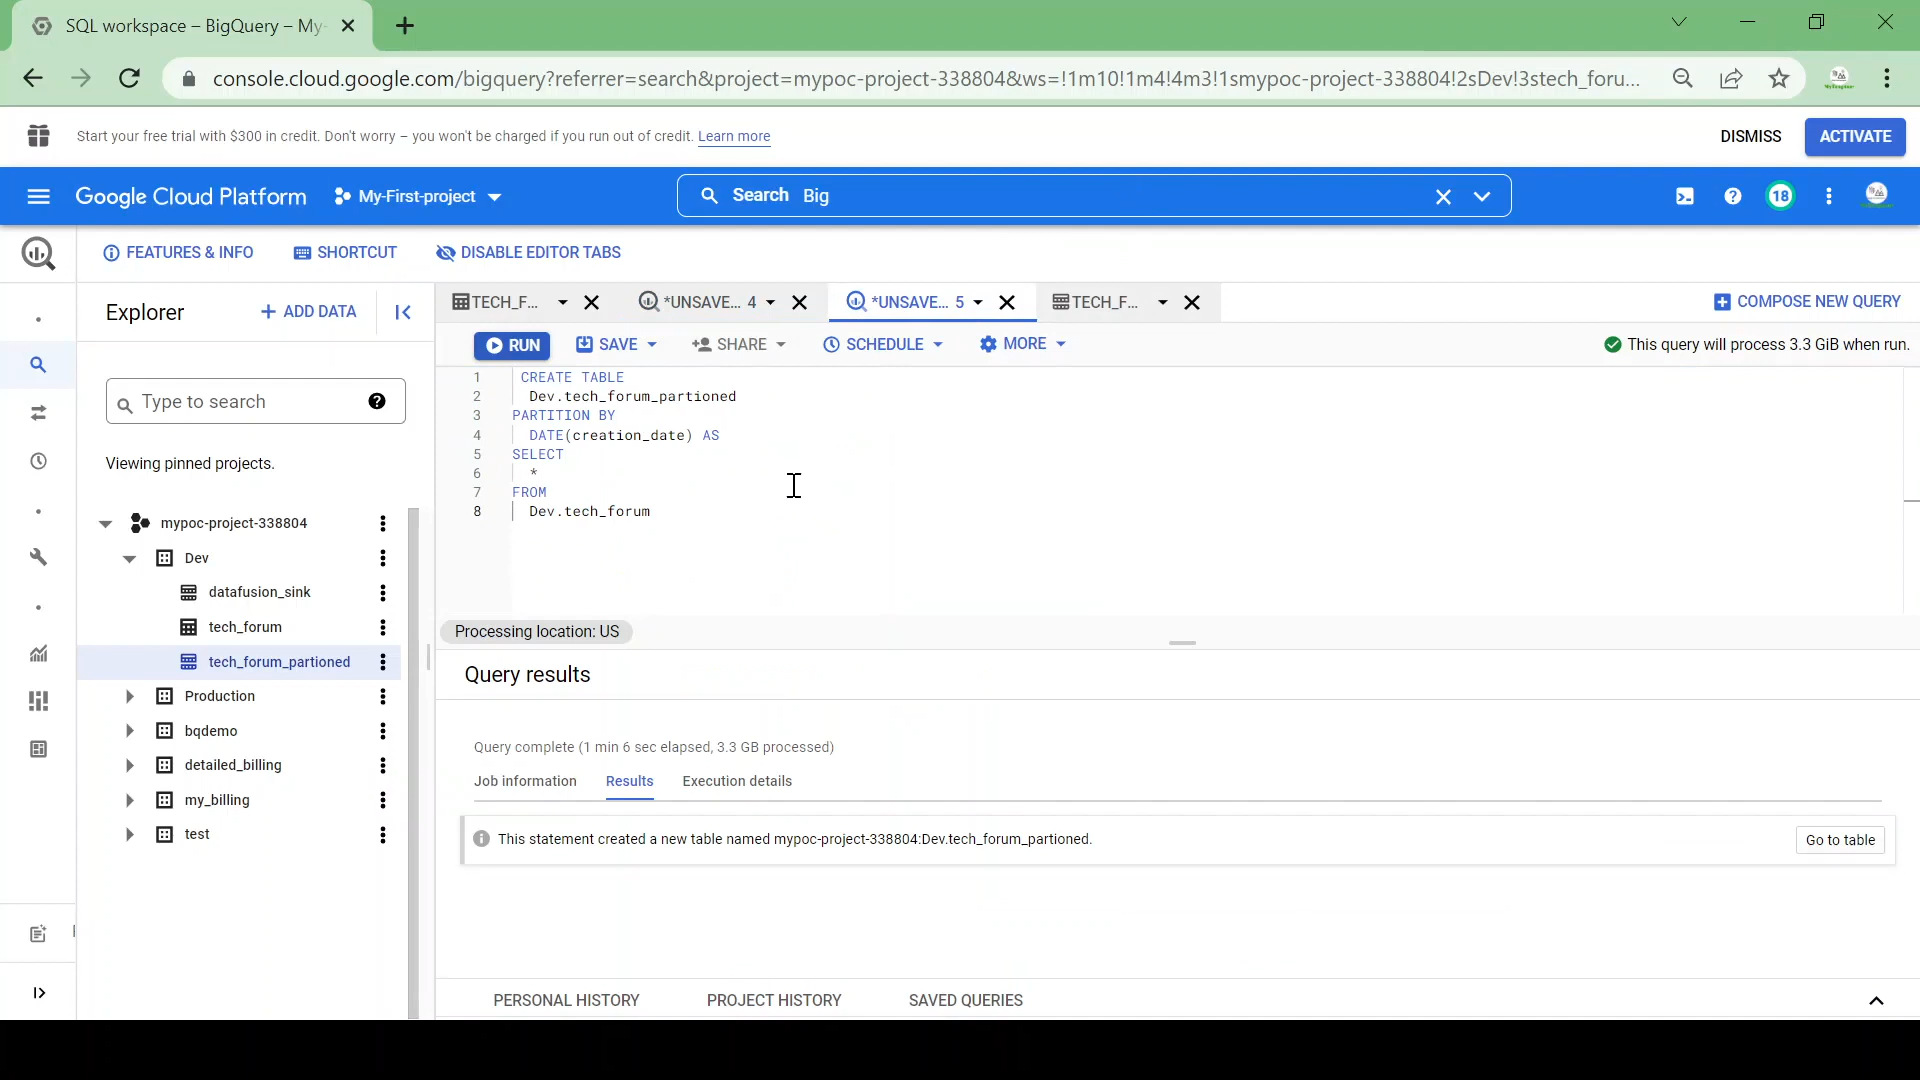 SQL workspace – BigQuery – My-
console.cloud.google.com/bigquery?referrer=search&project=mypoc-project-338804&ws=!1m10!1m4!4m3!1smypoc-project-338804!2sDev!3stech_foru...
Start your free trial with $300 in credit. Don't worry – you won't be charged if you run out of credit. Learn more
DISMISS
ACTIVATE
Google Cloud Platform
My-First-project
Search Big
18
FEATURES & INFO
SHORTCUT
DISABLE EDITOR TABS
Explorer
+ ADD DATA
TECH_F...
*UNSAVE... 4
*UNSAVE... 5
TECH_F...
COMPOSE NEW QUERY
RUN
SAVE
SHARE
SCHEDULE
MORE
This query will process 3.3 GiB when run.
1 CREATE TABLE
2 Dev.tech_forum_partioned
3 PARTITION BY
4 DATE(creation_date) AS
5 SELECT
6 *
7 FROM
8 Dev.tech_forum
Type to search
Viewing pinned projects.
mypoc-project-338804
Dev
datafusion_sink
tech_forum
tech_forum_partioned
Production
bqdemo
detailed_billing
my_billing
test
Processing location: US
Query results
Query complete (1 min 6 sec elapsed, 3.3 GB processed)
Job information
Results
Execution details
This statement created a new table named mypoc-project-338804:Dev.tech_forum_partioned.
Go to table
PERSONAL HISTORY
PROJECT HISTORY
SAVED QUERIES